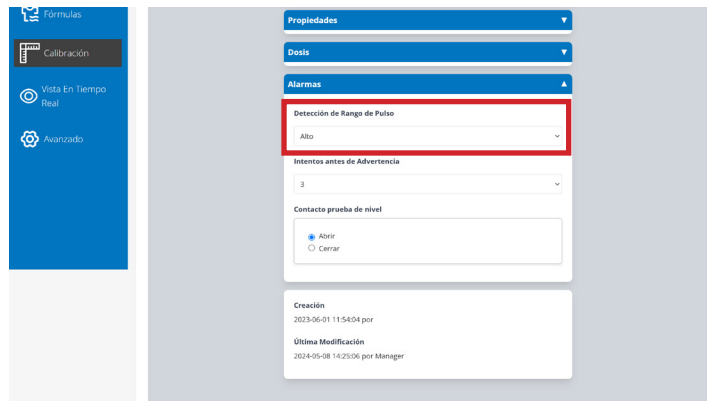 Fórmulas
Calibración
Vista En Tiempo
Real
Avanzado
Propiedades
Dosis
Alarmas
Detección de Rango de Pulso
Alto
Intentos antes de Advertencia
3
Contacto prueba de nivel
Abrir
Cerrar
Creación
2023-06-01 11:54:04 por
Última Modificación
2024-05-08 14:25:06 por Manager